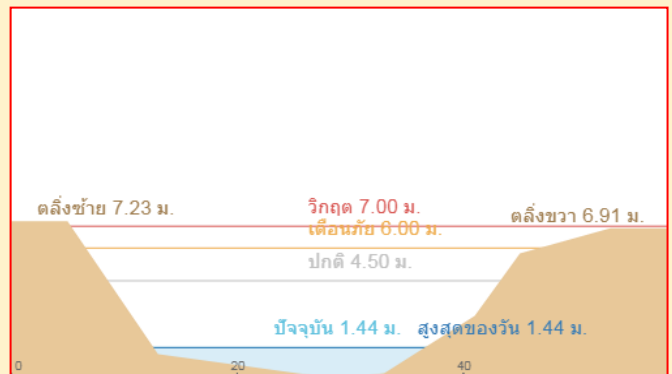 ตลิ่งซ้าย 7.23 ม.
วิกฤต 7.00 ม.
ตลิ่งขวา 6.91 ม.
เตือนภัย 6.00 ม.
ปกติ 4.50 ม.
ปัจจุบัน 1.44 ม. สูงสุดของวัน 1.44 ม.
0 20 40